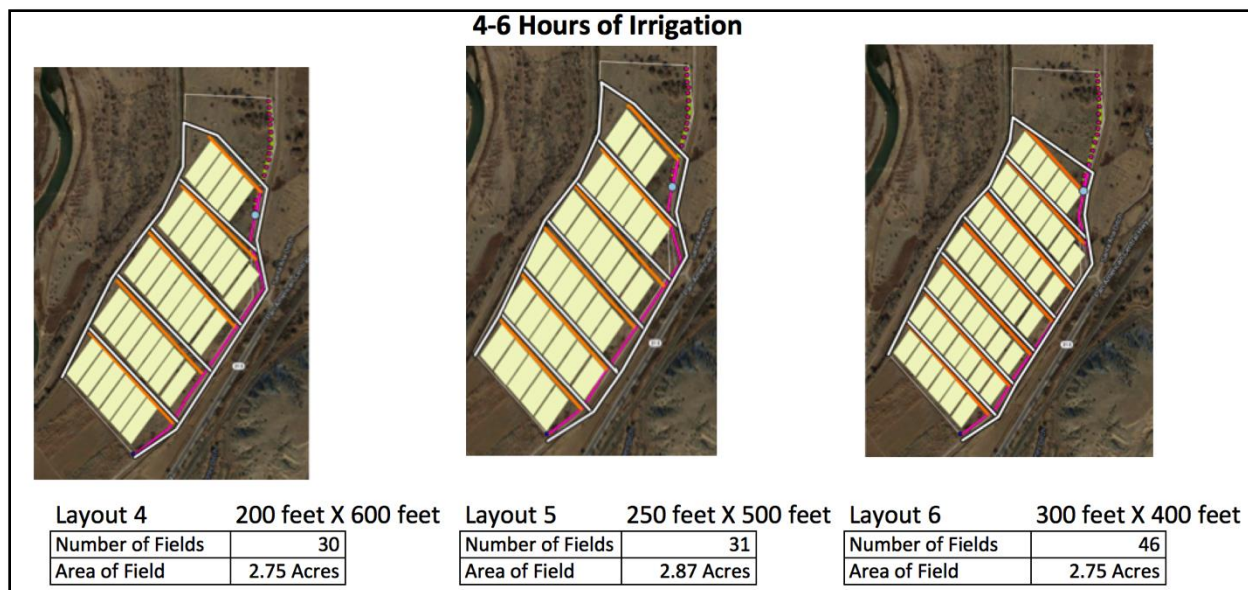 4-6 Hours of Irrigation
Layout 4 200 feet X 600 feet
Number of Fields 30
Area of Field 2.75 Acres
Layout 5 250 feet X 500 feet
Number of Fields 31
Area of Field 2.87 Acres
Layout 6 300 feet X 400 feet
Number of Fields 46
Area of Field 2.75 Acres